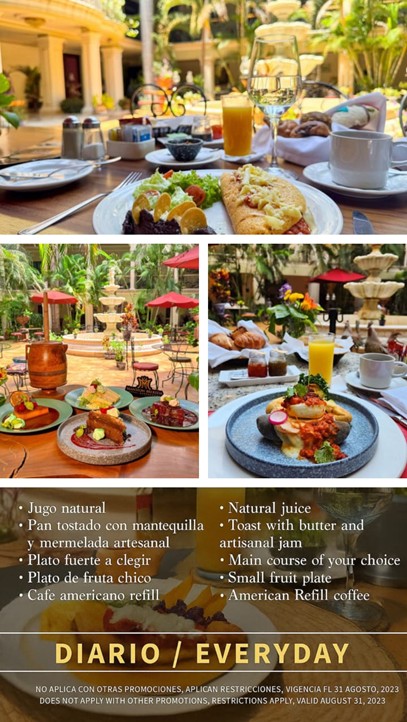 • Jugo natural
• Pan tostado con mantequilla
y mermelada artesanal
• Plato fuerte a clegir
• Plato de fruta chico
• Cafe americano refill
• Natural juice
• Toast with butter and
artisanal jam
• Main course of your choice
• Small fruit plate
• American Refill coffee
DIARIO / EVERYDAY
NO APLICA CON OTRAS PROMOCIONES, APLICAN RESTRICCIONES, VIGENCIA FL 31 AGOSTO, 2023
DOES NOT APPLY WITH OTHER PROMOTIONS, RESTRICTIONS APPLY, VALID AUGUST 31, 2023